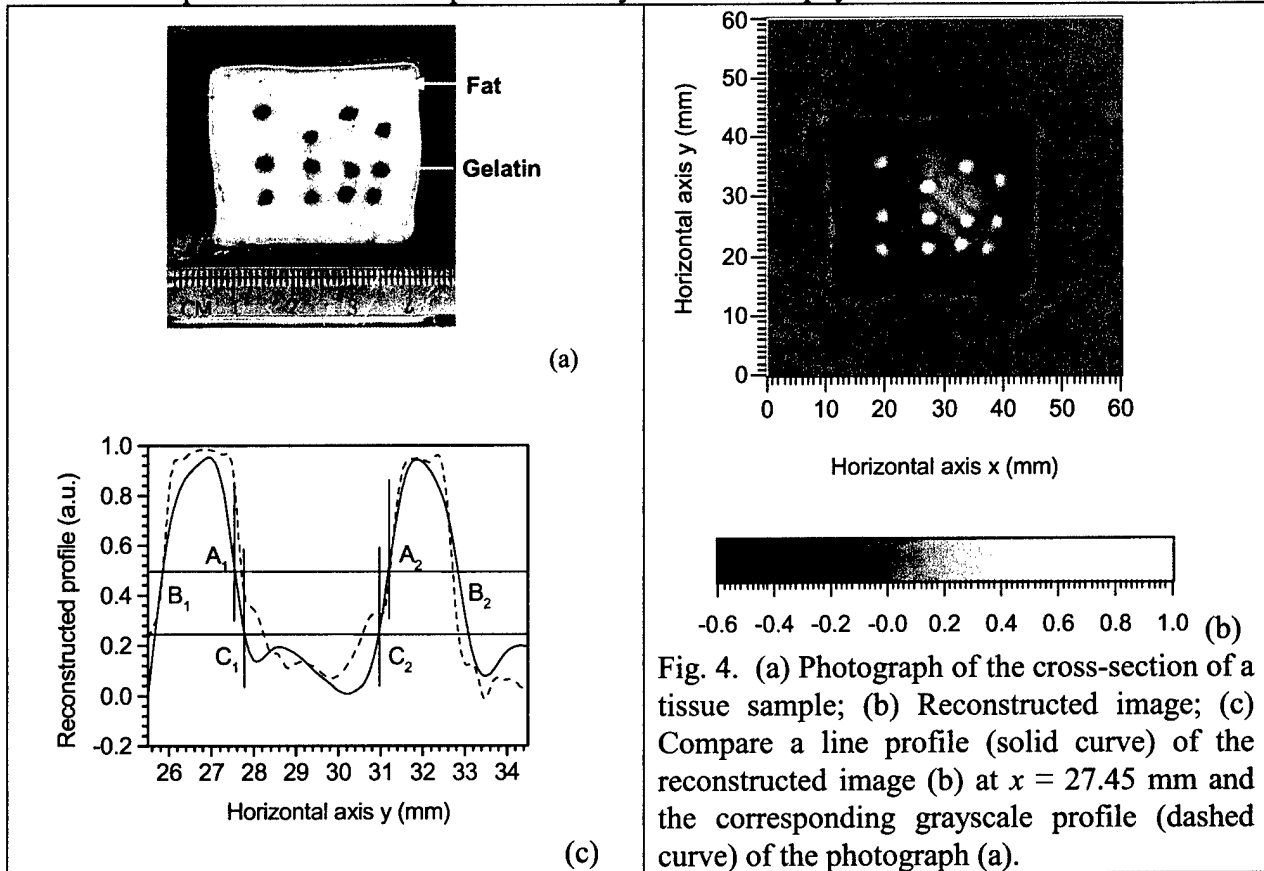 Fat
Gelatin
CM 1 2 3
(a)
60
50
40
30
20
10
0
Horizontal axis y (mm)
0 10 20 30 40 50 60
Horizontal axis x (mm)
-0.6 -0.4 -0.2 -0.0 0.2 0.4 0.6 0.8 1.0 (b)
1.0
0.8
0.6
0.4
0.2
0.0
-0.2
Reconstructed profile (a.u.)
A1 A2
B1 B2
C1 C2
26 27 28 29 30 31 32 33 34
Horizontal axis y (mm)
(c)
Fig. 4. (a) Photograph of the cross-section of a
tissue sample; (b) Reconstructed image; (c)
Compare a line profile (solid curve) of the
reconstructed image (b) at x = 27.45 mm and
the corresponding grayscale profile (dashed
curve) of the photograph (a).